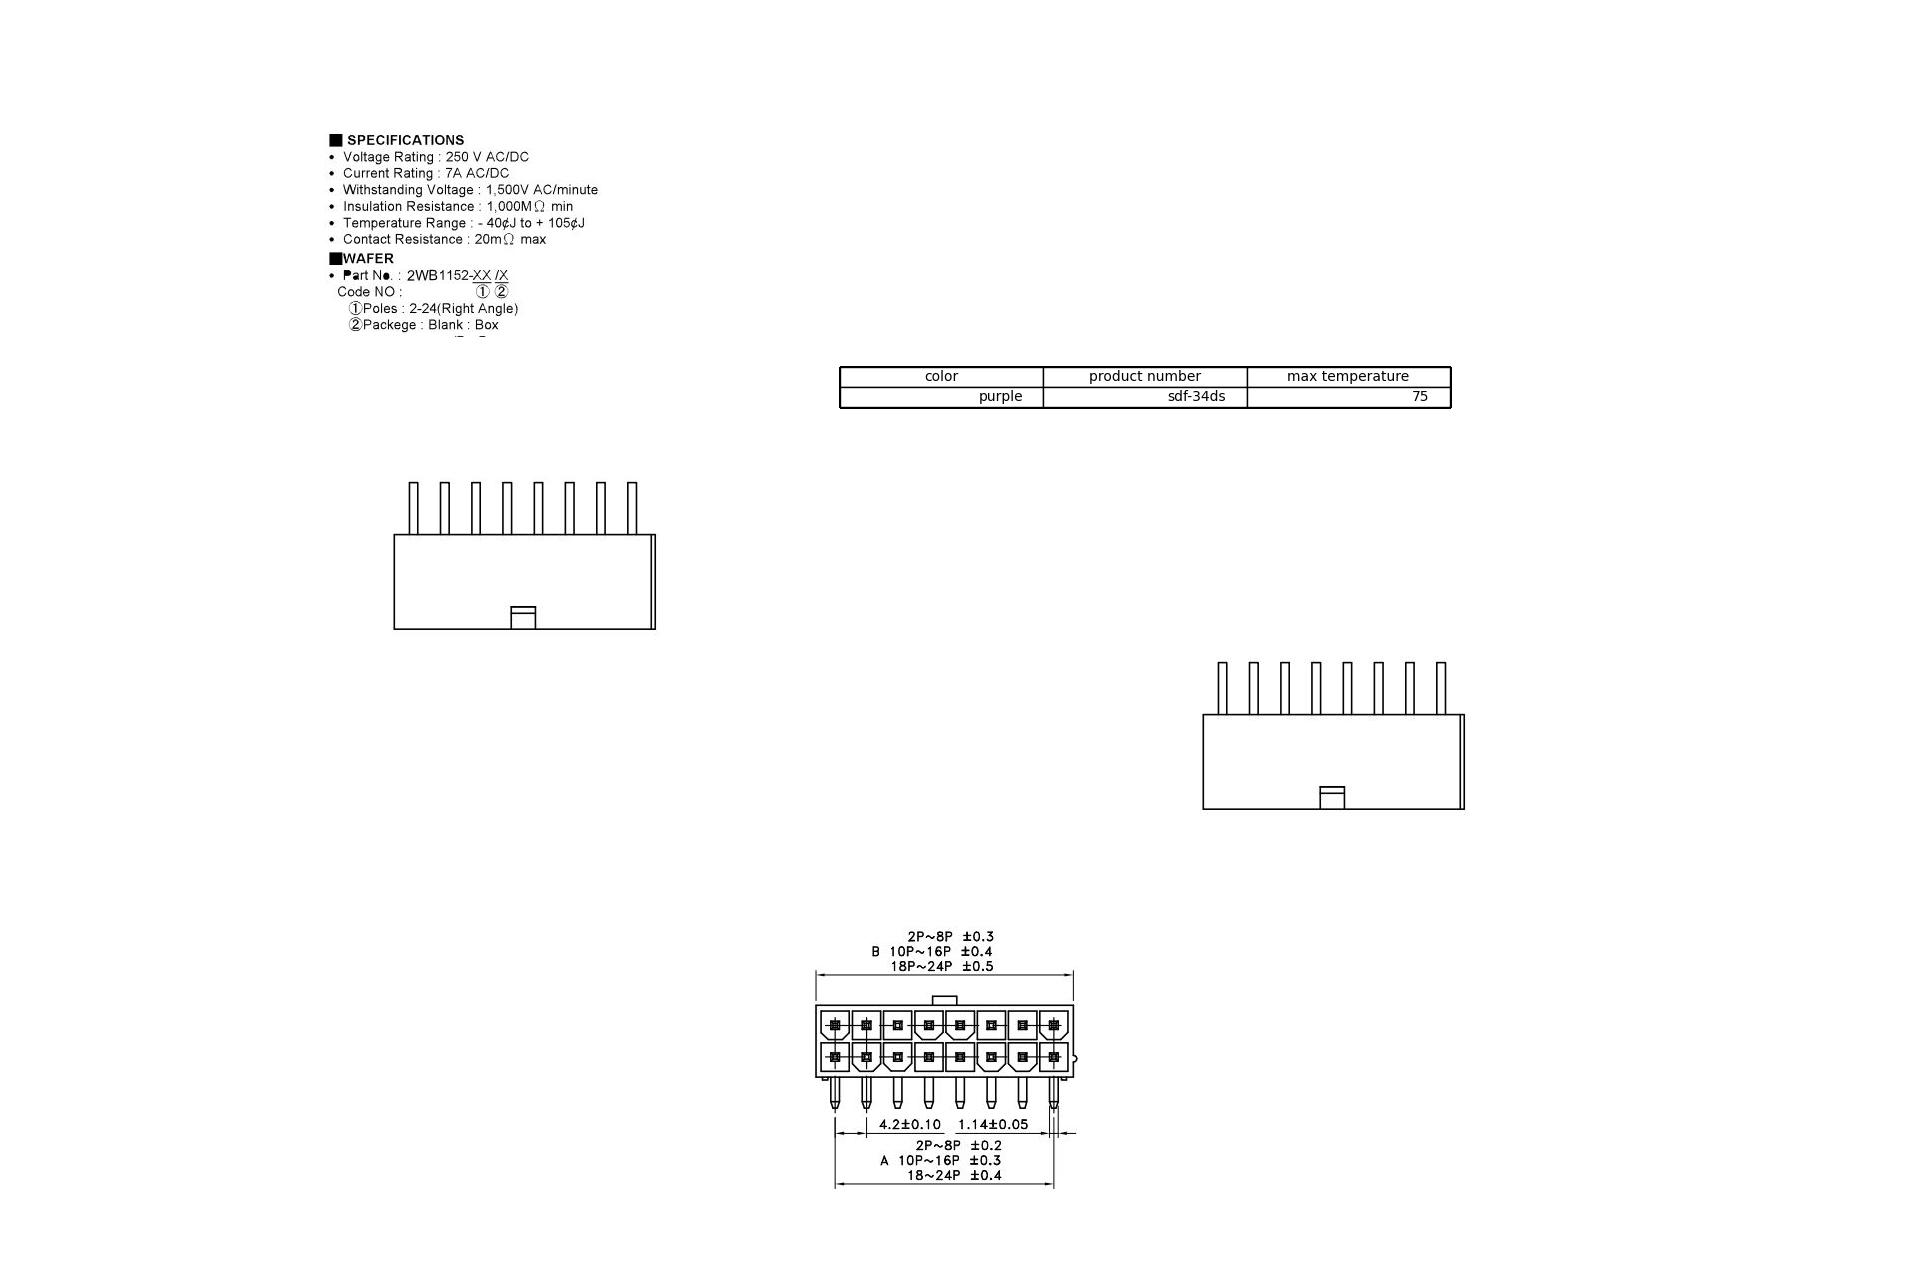 ■ SPECIFICATIONS
• Voltage Rating : 250 V AC/DC
• Current Rating : 7A AC/DC
• Withstanding Voltage : 1,500V AC/minute
• Insulation Resistance : 1,000MΩ min
• Temperature Range : - 40¢J to + 105¢J
• Contact Resistance : 20mΩ max
■WAFER
• Part No. : 2WB1152-XX /X
Code NO : ① ②
①Poles : 2-24(Right Angle)
②Packege : Blank : Box
color product number max temperature
purple sdf-34ds 75
2P~8P ±0.3
B 10P~16P ±0.4
18P~24P ±0.5
4.2±0.10 1.14±0.05
2P~8P ±0.2
A 10P~16P ±0.3
18~24P ±0.4